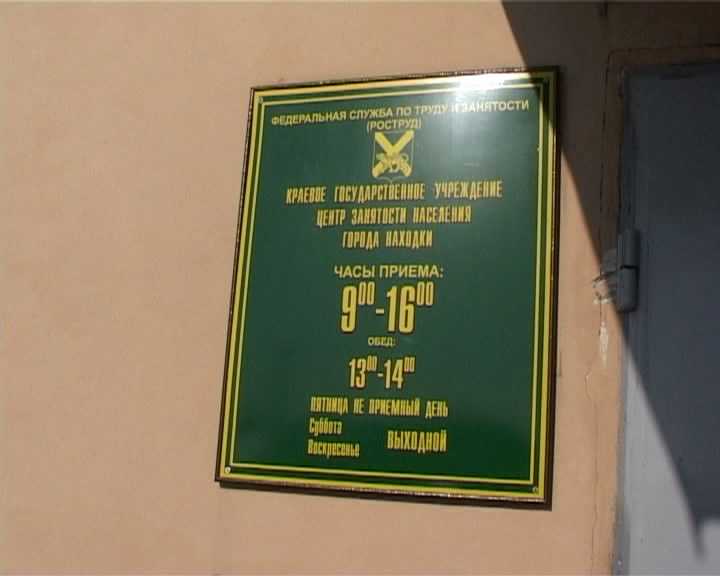 ФЕДЕРАЛЬНАЯ СЛУЖБА ПО ТРУДУ И ЗАНЯТОСТИ
(РОСТРУД)
КРАЕВОЕ ГОСУДАРСТВЕННОЕ УЧРЕЖДЕНИЕ
ЦЕНТР ЗАНЯТОСТИ НАСЕЛЕНИЯ
ГОРОДА НАХОДКИ
ЧАСЫ ПРИЕМА:
9⁰⁰-16⁰⁰
ОБЕД:
13⁰⁰-14⁰⁰
ПЯТНИЦА НЕ ПРИЕМНЫЙ ДЕНЬ
Суббота
Воскресенье ВЫХОДНОЙ